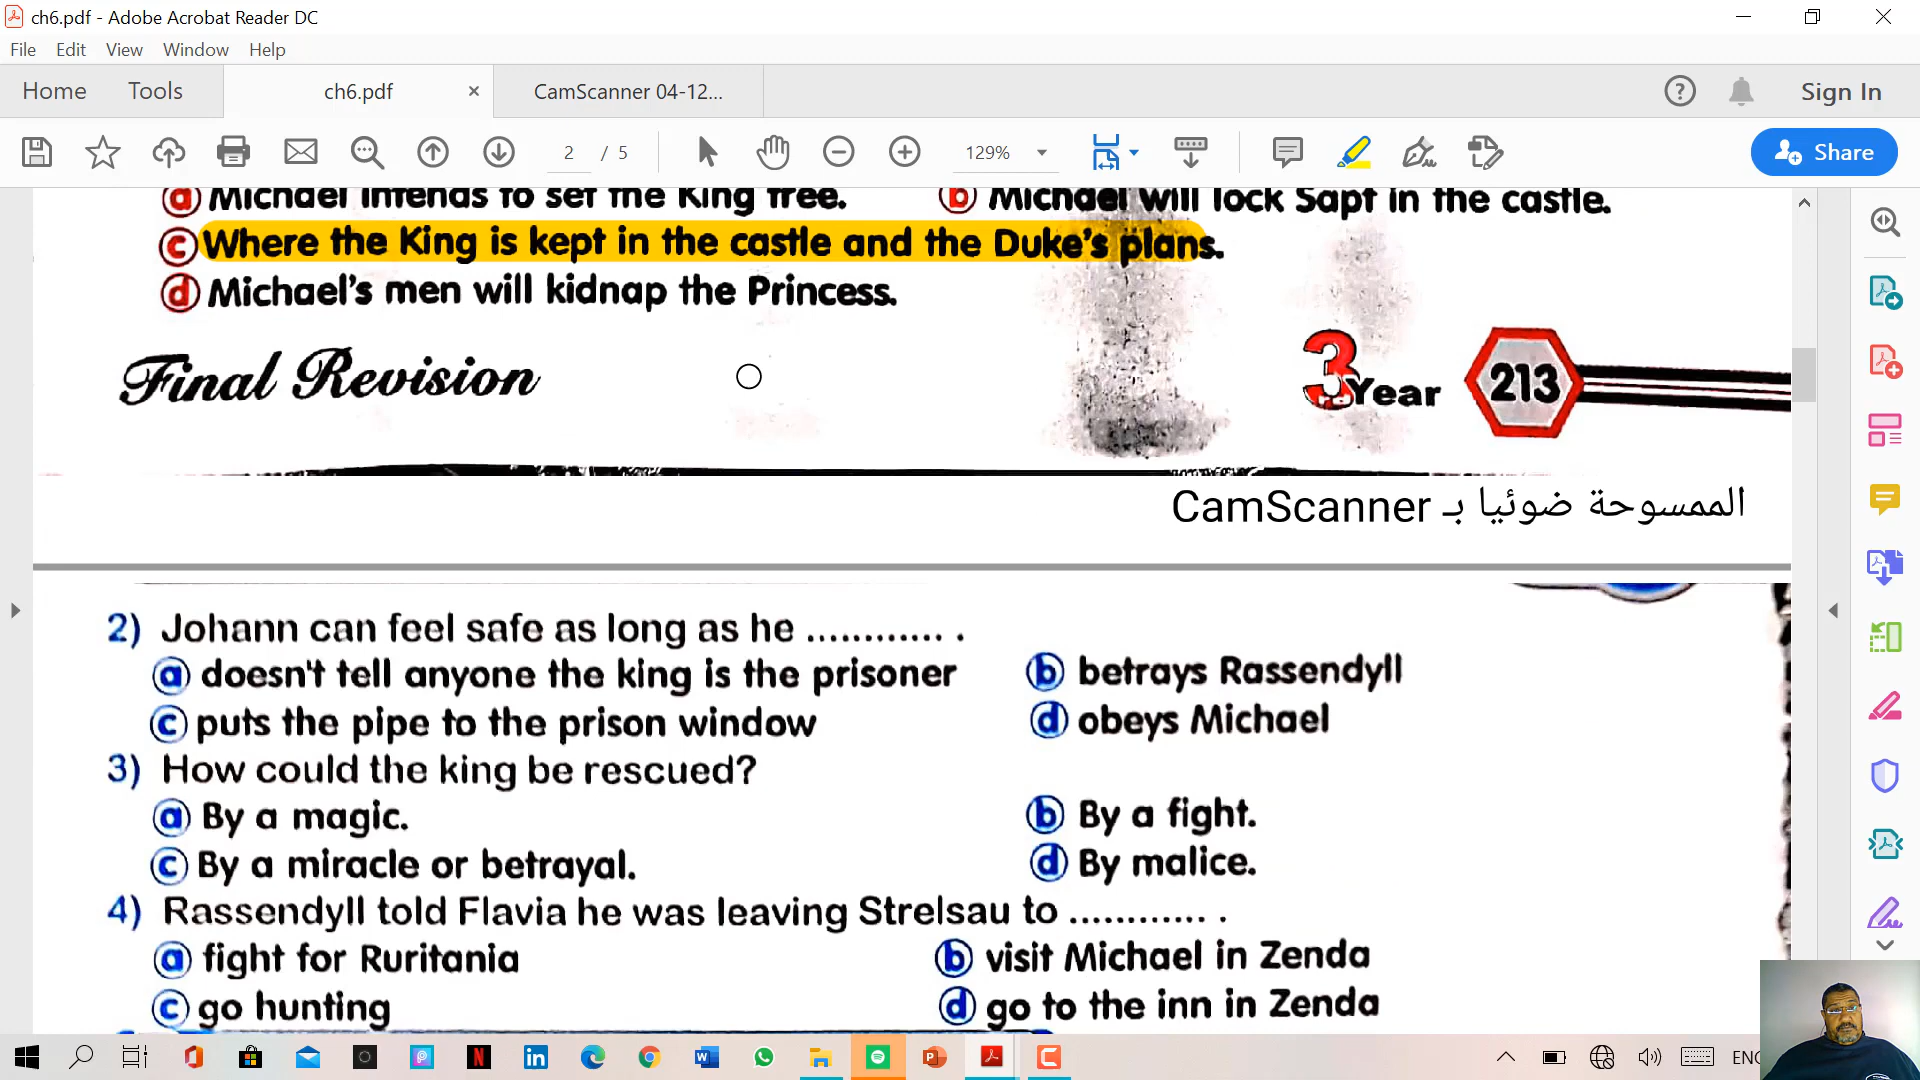 ch6.pdf - Adobe Acrobat Reader DC
File Edit View Window Help
Home Tools ch6.pdf × CamScanner 04-12... ? Sign In
2 / 5 129% Share
a Michael intends to set the King free. b Michael will lock Sapt in the castle.
c Where the King is kept in the castle and the Duke's plans.
d Michael's men will kidnap the Princess.
Final Revision 3rd Year 213
الممسوحة ضوئيا بـ CamScanner
2) Johann can feel safe as long as he ............ .
a doesn't tell anyone the king is the prisoner b betrays Rassendyll
c puts the pipe to the prison window d obeys Michael
3) How could the king be rescued?
a By a magic. b By a fight.
c By a miracle or betrayal. d By malice.
4) Rassendyll told Flavia he was leaving Strelsau to ............ .
a fight for Ruritania b visit Michael in Zenda
c go hunting d go to the inn in Zenda
ENG